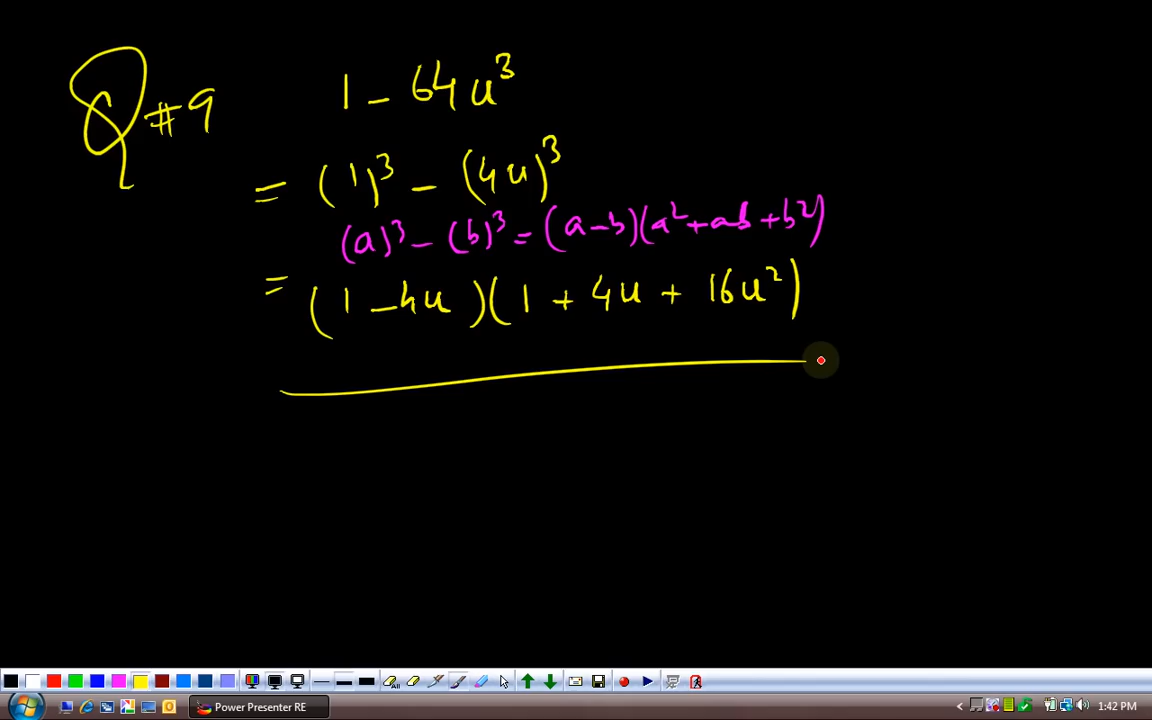 Q #9
1 - 64u³
= (1)³ - (4u)³
(a)³ - (b)³ = (a-b)(a²+ab+b²)
= (1 - 4u)(1 + 4u + 16u²)
All
Power Presenter RE
1:42 PM